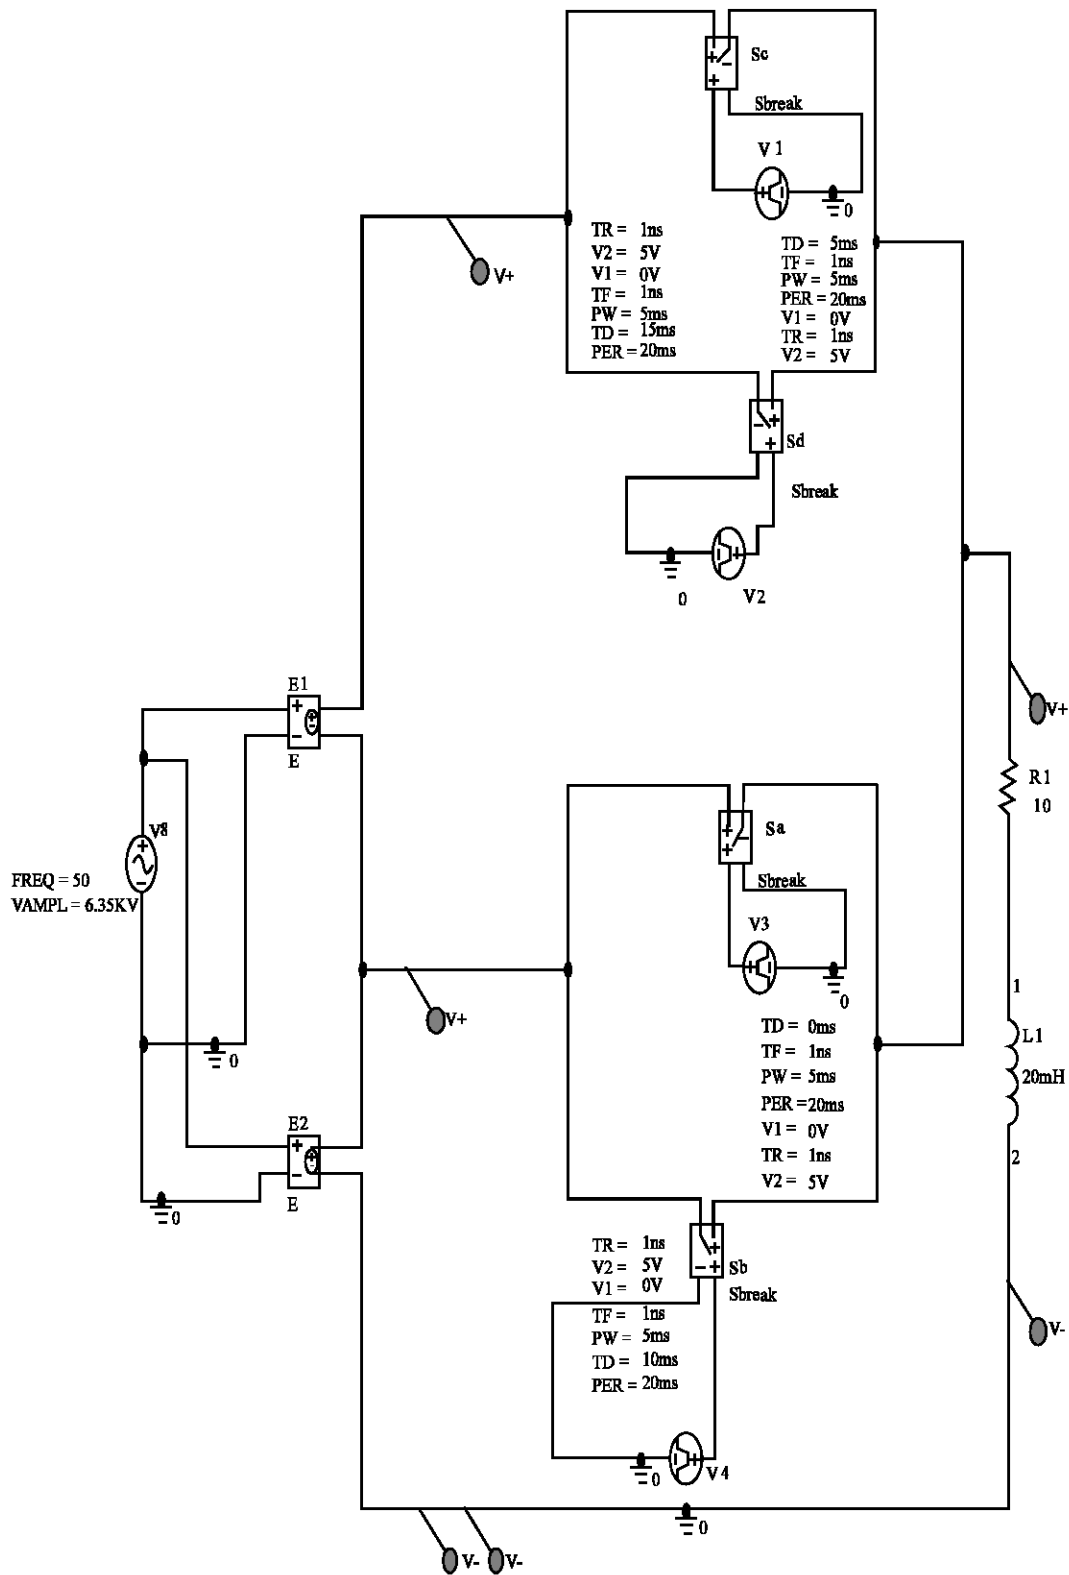 Sc
Sbreak
V 1
0
V+
TR = 1ns
V2 = 5V
V1 = 0V
TF = 1ns
PW = 5ms
TD = 15ms
PER = 20ms
TD = 5ms
TF = 1ns
PW = 5ms
PER = 20ms
V1 = 0V
TR = 1ns
V2 = 5V
Sd
Sbreak
0
V2
E1
E
V+
R1
10
V8
FREQ = 50
VAMPL = 6.35KV
Sa
Sbreak
V3
0
V+
1
L1
20mH
2
0
TD = 0ms
TF = 1ns
PW = 5ms
PER = 20ms
V1 = 0V
TR = 1ns
V2 = 5V
E2
E
0
TR = 1ns
V2 = 5V
V1 = 0V
TF = 1ns
PW = 5ms
TD = 10ms
PER = 20ms
Sb
Sbreak
V-
0
V4
0
V-
V-